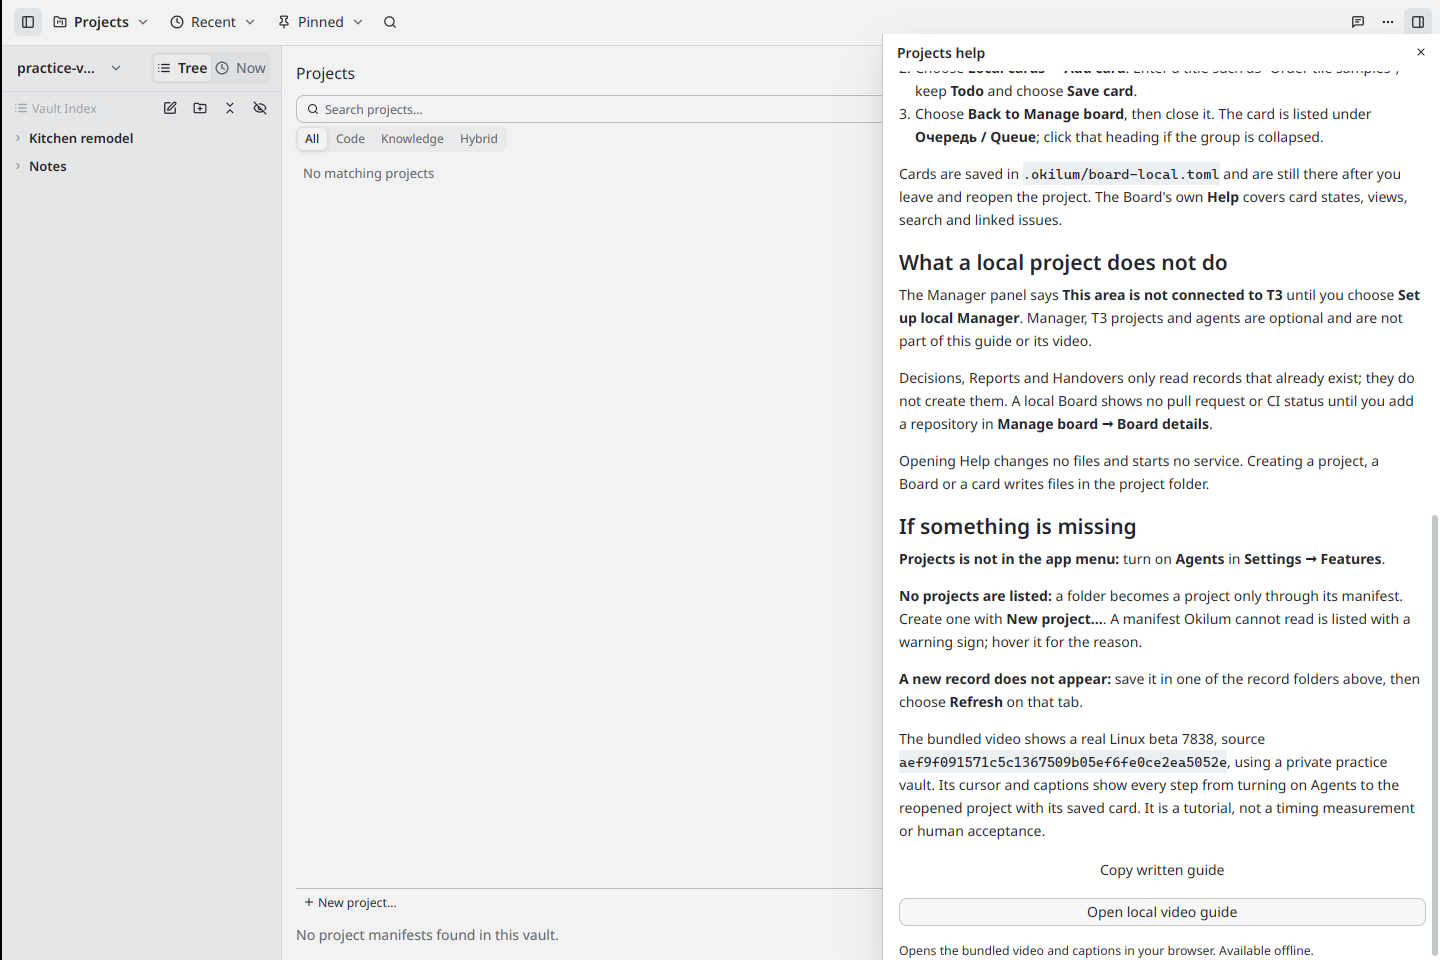 Projects
Recent
Pinned
practice-v...
Tree
Now
Vault Index
Kitchen remodel
Notes
Projects
Search projects...
All
Code
Knowledge
Hybrid
No matching projects
+ New project...
No project manifests found in this vault.
Projects help
keep Todo and choose Save card.
3. Choose Back to Manage board, then close it. The card is listed under
Очередь / Queue; click that heading if the group is collapsed.
Cards are saved in .okilum/board-local.toml and are still there after you
leave and reopen the project. The Board's own Help covers card states, views,
search and linked issues.
What a local project does not do
The Manager panel says This area is not connected to T3 until you choose Set
up local Manager. Manager, T3 projects and agents are optional and are not
part of this guide or its video.
Decisions, Reports and Handovers only read records that already exist; they do
not create them. A local Board shows no pull request or CI status until you add
a repository in Manage board → Board details.
Opening Help changes no files and starts no service. Creating a project, a
Board or a card writes files in the project folder.
If something is missing
Projects is not in the app menu: turn on Agents in Settings → Features.
No projects are listed: a folder becomes a project only through its manifest.
Create one with New project.... A manifest Okilum cannot read is listed with a
warning sign; hover it for the reason.
A new record does not appear: save it in one of the record folders above, then
choose Refresh on that tab.
The bundled video shows a real Linux beta 7838, source
aef9f091571c5c1367509b05ef6fe0ce2ea5052e, using a private practice
vault. Its cursor and captions show every step from turning on Agents to the
reopened project with its saved card. It is a tutorial, not a timing measurement
or human acceptance.
Copy written guide
Open local video guide
Opens the bundled video and captions in your browser. Available offline.